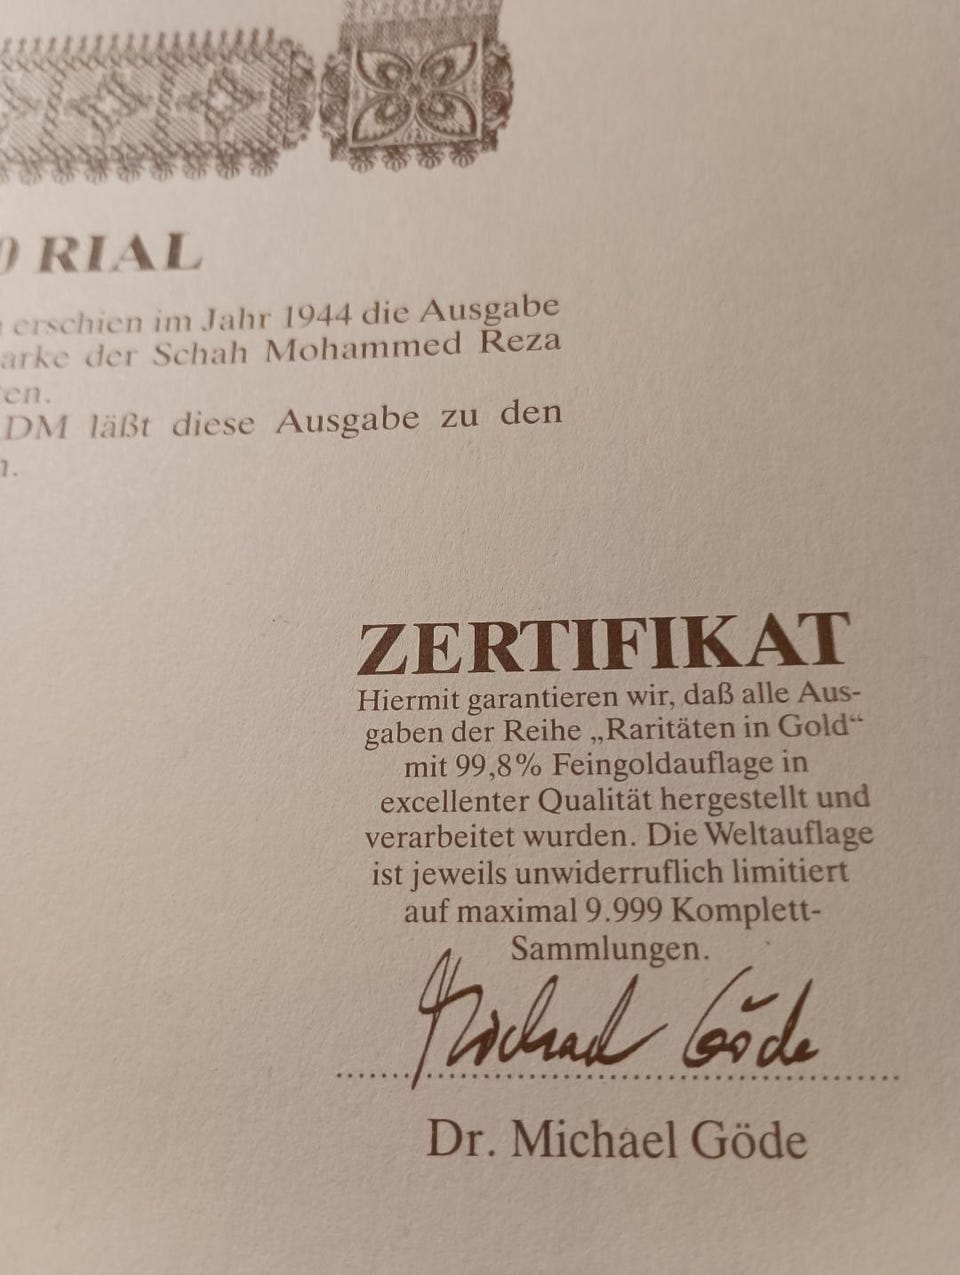 RIAL
erschien im Jahr 1944 die Ausgabe
arke der Schah Mohammed Reza
ten.
DM läßt diese Ausgabe zu den
n.
ZERTIFIKAT
Hiermit garantieren wir, daß alle Aus-
gaben der Reihe „Raritäten in Gold“
mit 99,8% Feingoldauflage in
excellenter Qualität hergestellt und
verarbeitet wurden. Die Weltauflage
ist jeweils unwiderruflich limitiert
auf maximal 9.999 Komplett-
Sammlungen.
Michael Göde
Dr. Michael Göde